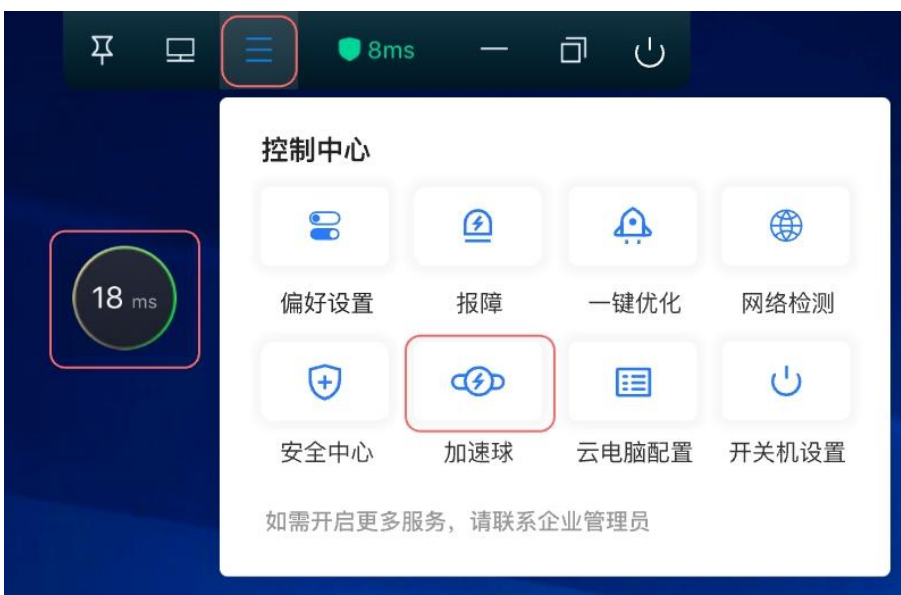 8ms
控制中心
偏好设置 报障 一键优化 网络检测
18 ms
安全中心 加速球 云电脑配置 开关机设置
如需开启更多服务，请联系企业管理员